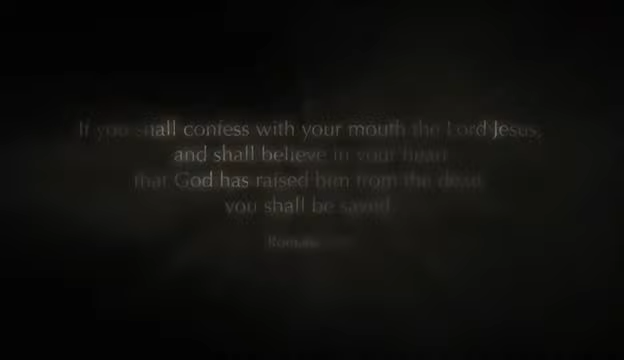 If you shall confess with your mouth the Lord Jesus,
and shall believe in your heart
that God has raised him from the dead
you shall be saved
Romans